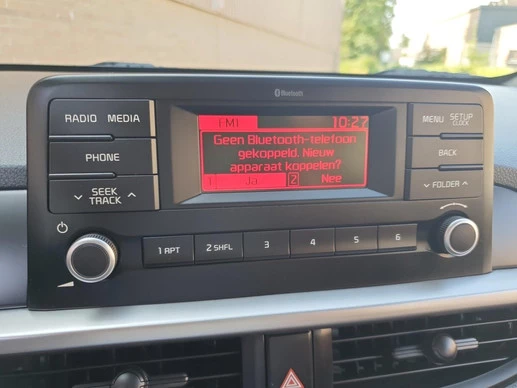 Bluetooth
RADIO MEDIA
FM1 10:27
MENU SETUP
CLOCK
Geen Bluetooth-telefoon
gekoppeld. Nieuw
apparaat koppelen?
1 Ja 2 Nee
PHONE
BACK
SEEK
TRACK
FOLDER
1 RPT 2 SHFL 3 4 5 6